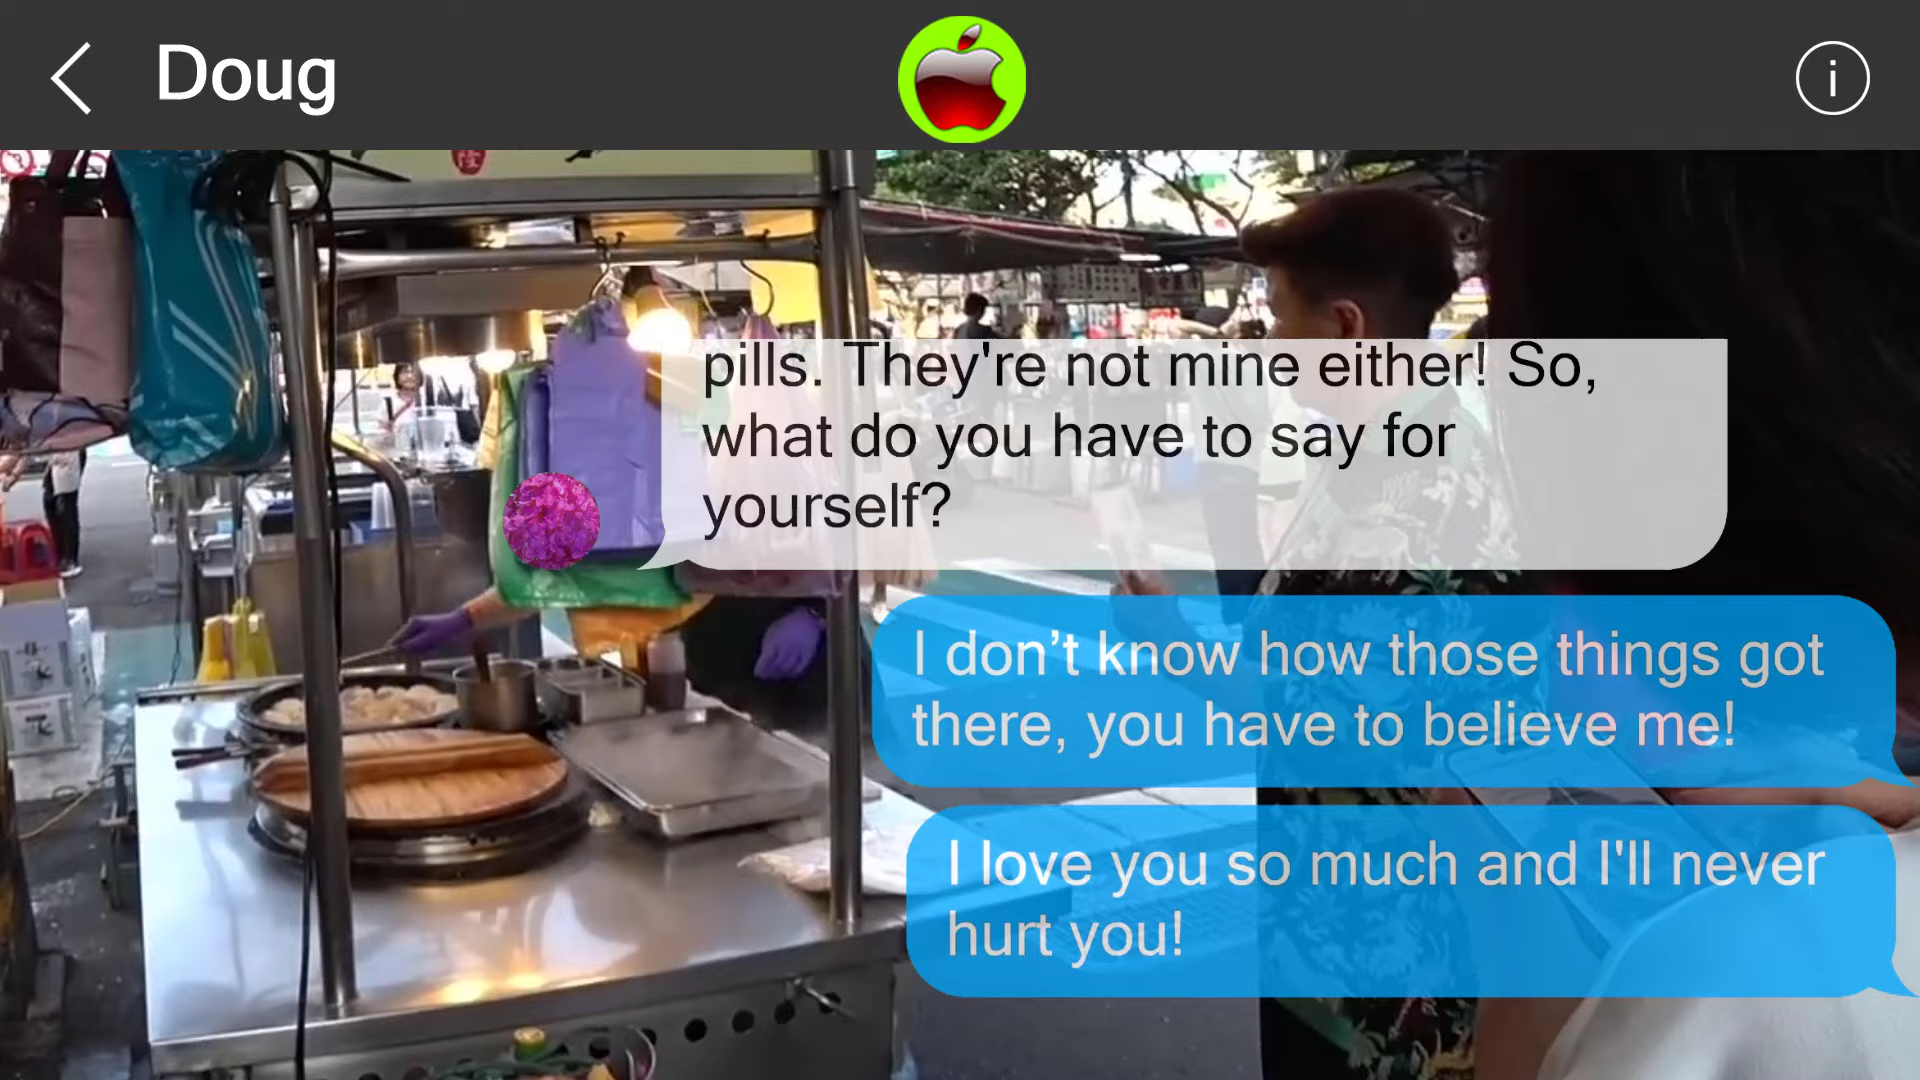 Doug
pills. They're not mine either! So,
what do you have to say for
yourself?
I don’t know how those things got
there, you have to believe me!
I love you so much and I'll never
hurt you!